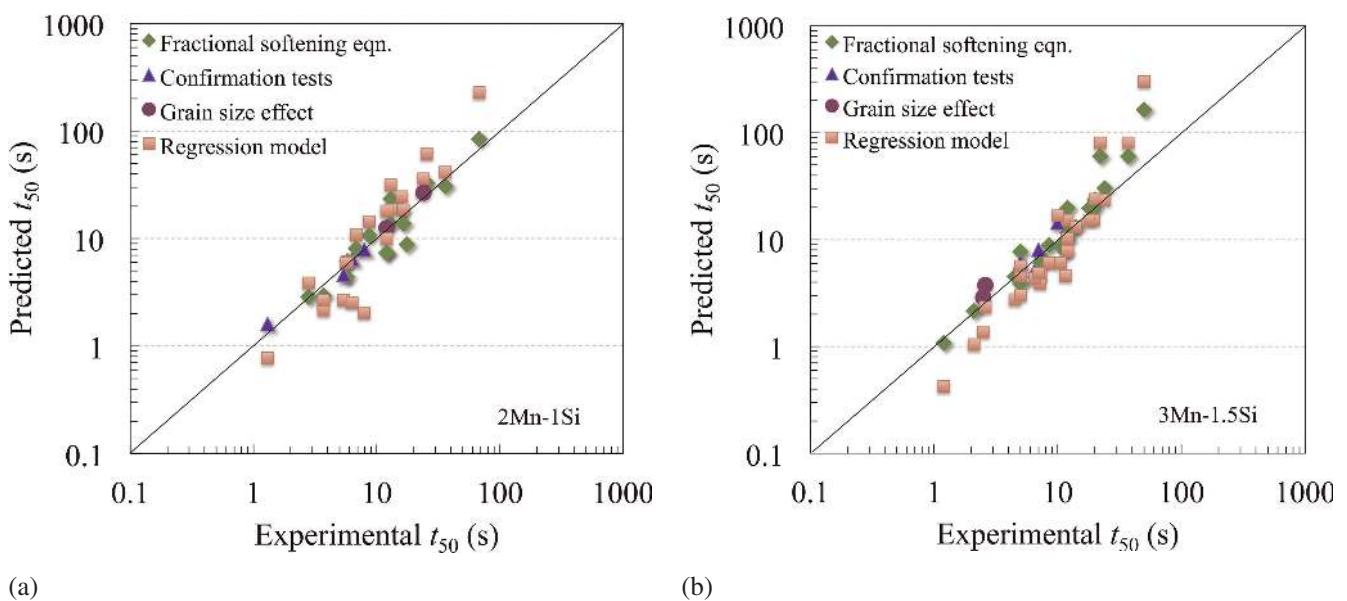 1000
100
10
1
0.1
Predicted t50 (s)
Fractional softening eqn.
Confirmation tests
Grain size effect
Regression model
2Mn-1Si
0.1 1 10 100 1000
Experimental t50 (s)
(a)
1000
100
10
1
0.1
Predicted t50 (s)
Fractional softening eqn.
Confirmation tests
Grain size effect
Regression model
3Mn-1.5Si
0.1 1 10 100 1000
Experimental t50 (s)
(b)